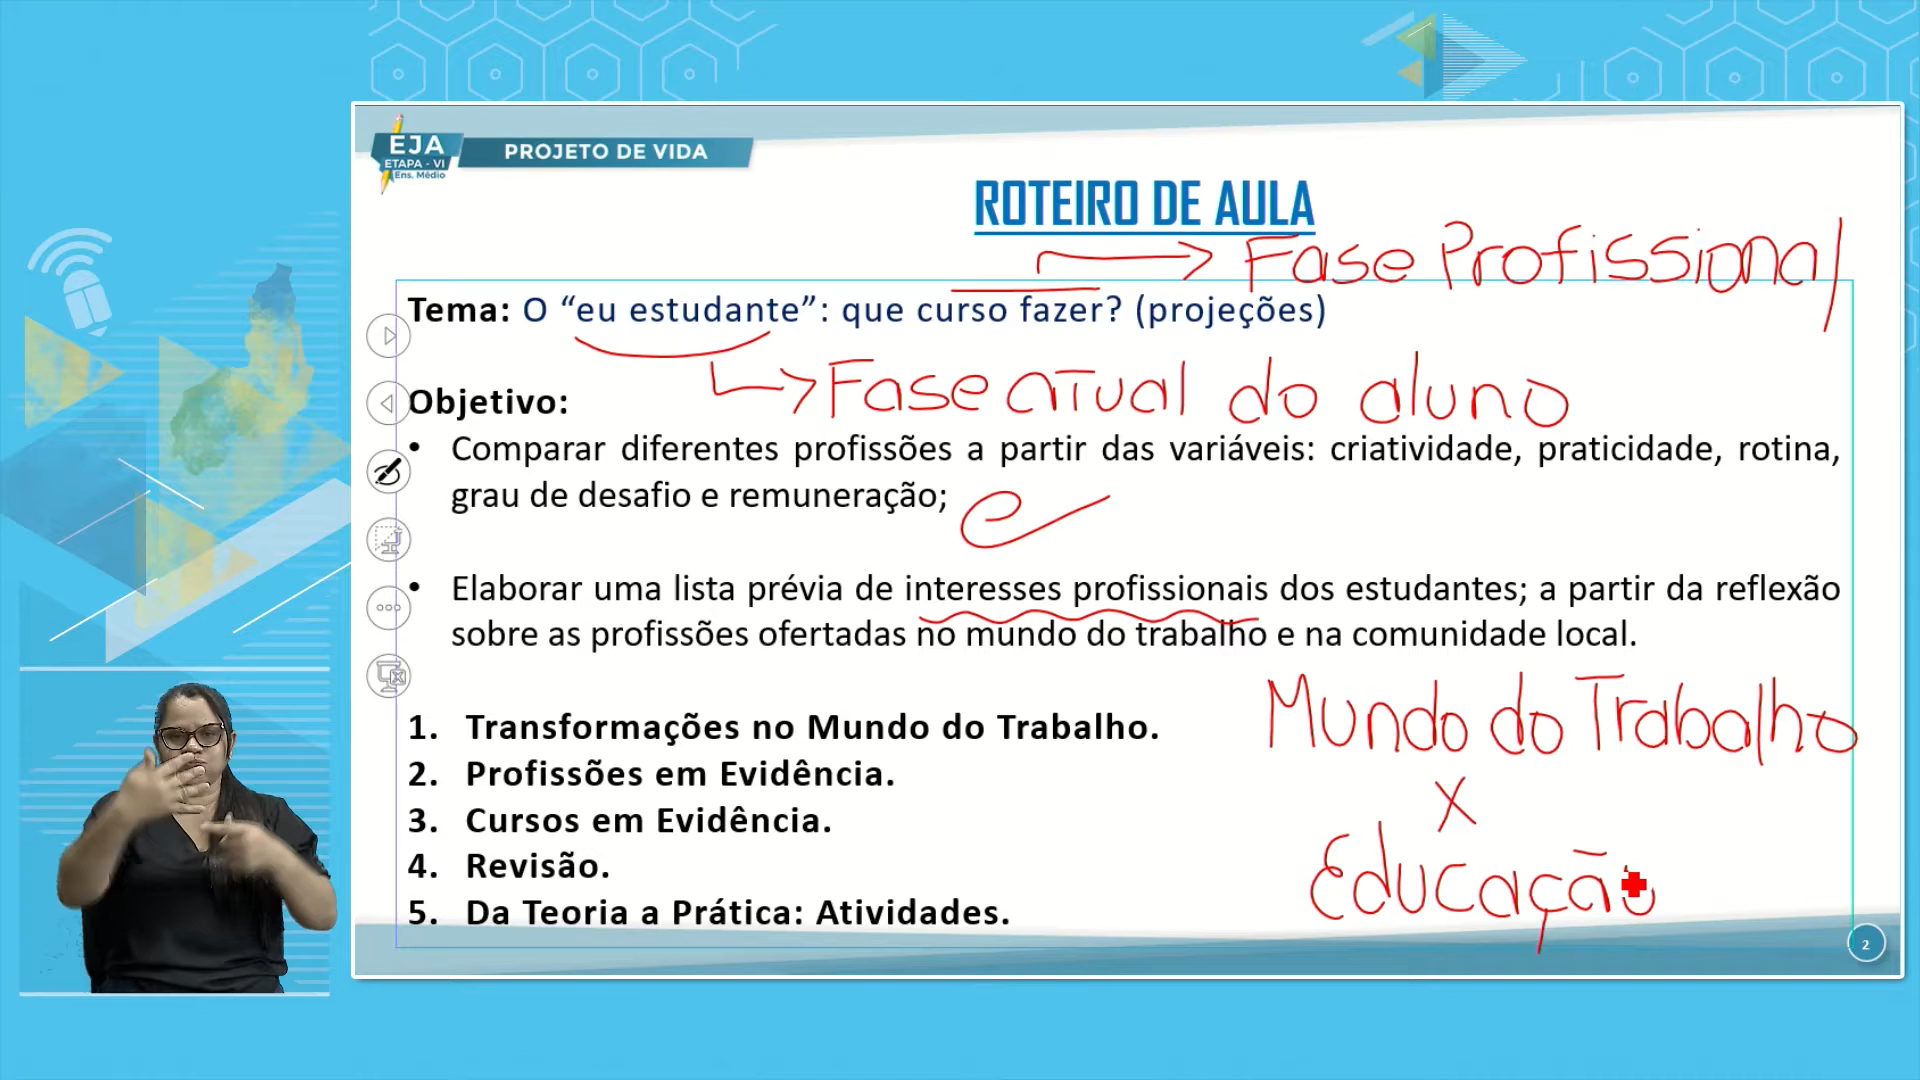 EJA
ETAPA - VI
Ens. Médio
PROJETO DE VIDA
ROTEIRO DE AULA
Fase Profissional
Tema: O “eu estudante”: que curso fazer? (projeções)
Fase atual do aluno
Objetivo:
• Comparar diferentes profissões a partir das variáveis: criatividade, praticidade, rotina,
grau de desafio e remuneração;
• Elaborar uma lista prévia de interesses profissionais dos estudantes; a partir da reflexão
sobre as profissões ofertadas no mundo do trabalho e na comunidade local.
Mundo do Trabalho
X
Educação
1. Transformações no Mundo do Trabalho.
2. Profissões em Evidência.
3. Cursos em Evidência.
4. Revisão.
5. Da Teoria a Prática: Atividades.
2